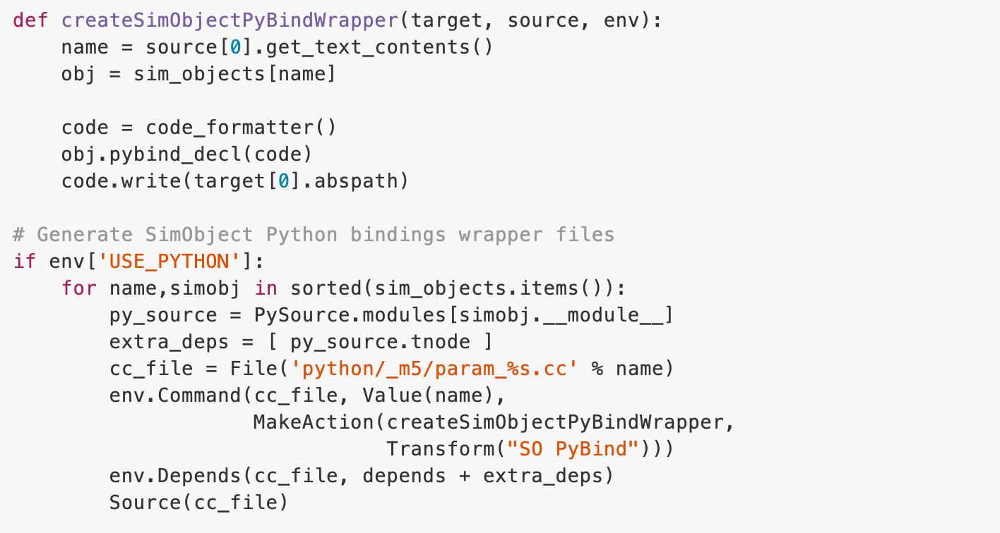 def createSimObjectPyBindWrapper(target, source, env):
    name = source[0].get_text_contents()
    obj = sim_objects[name]

    code = code_formatter()
    obj.pybind_decl(code)
    code.write(target[0].abspath)

# Generate SimObject Python bindings wrapper files
if env['USE_PYTHON']:
    for name,simobj in sorted(sim_objects.items()):
        py_source = PySource.modules[simobj.__module__]
        extra_deps = [ py_source.tnode ]
        cc_file = File('python/_m5/param_%s.cc' % name)
        env.Command(cc_file, Value(name),
                    MakeAction(createSimObjectPyBindWrapper,
                               Transform("SO PyBind")))
        env.Depends(cc_file, depends + extra_deps)
        Source(cc_file)